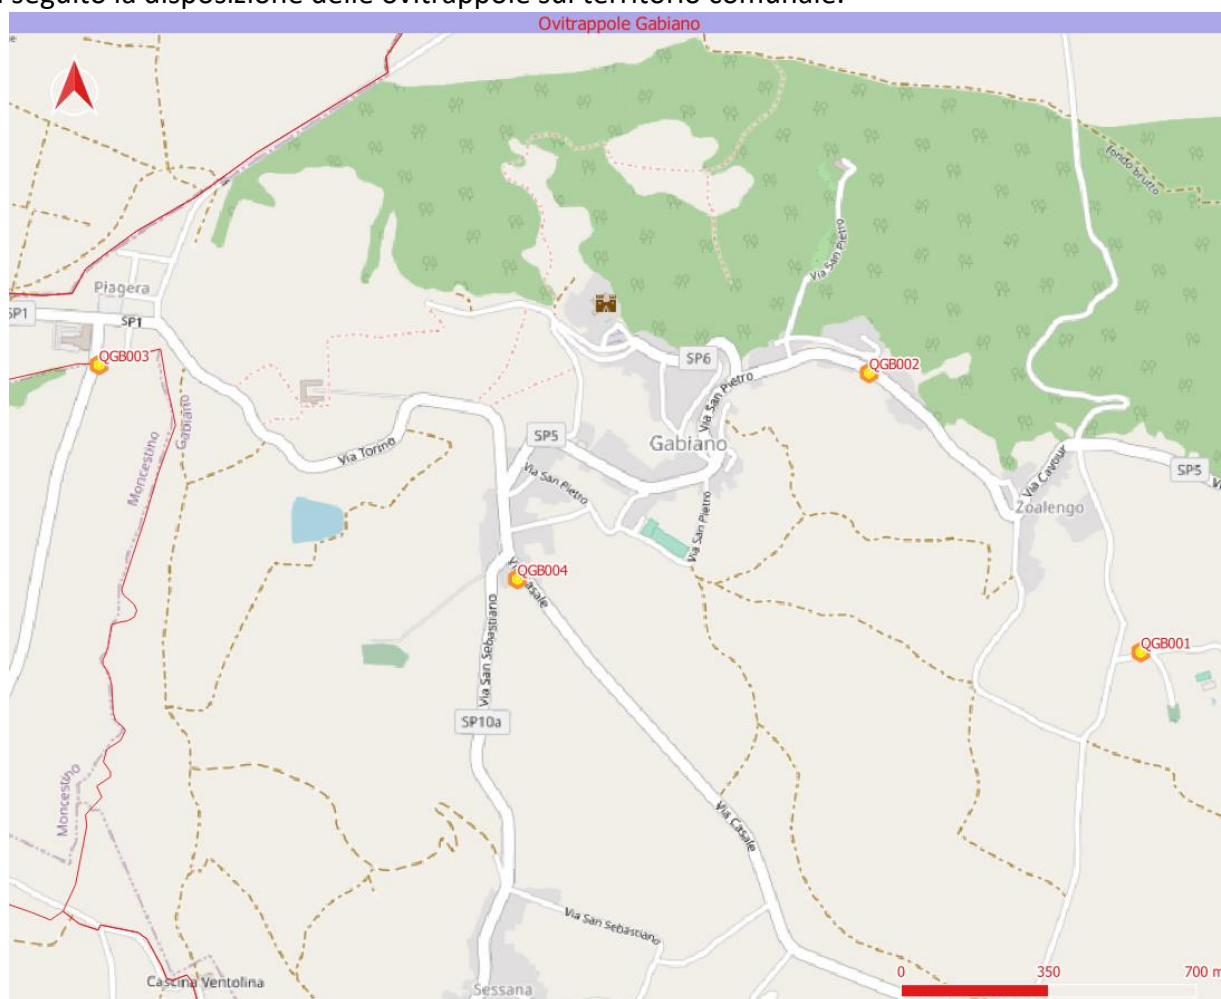 seguito la disposizione delle ovitrappole sul territorio comunale.
Ovitrappole Gabiano
fondo brutto
Via San Pietro
Piagera
SP1
SP1
QGB003
SP6
QGB002
Via San Pietro
Gabiano
Moncestino
Via Torino
SP5
Gabiano
Via San Pietro
Via Cavour
SP5
Zoalengo
Via San Pietro
QGB004
Via Casale
Via San Sebastiano
QGB001
SP10a
Moncestino
Via Casale
Via San Sebastiano
Cascina Ventolina
Sessana
0 350 700 m